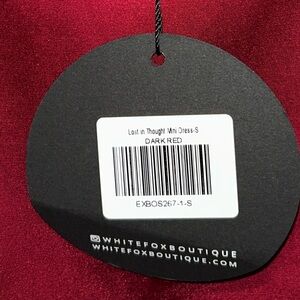 Lost in Thought Mini Dress-S
DARK RED
EXBOS267-1-S
WHITEFOXBOUTIQUE
WHITEFOXBOUTIQUE.COM